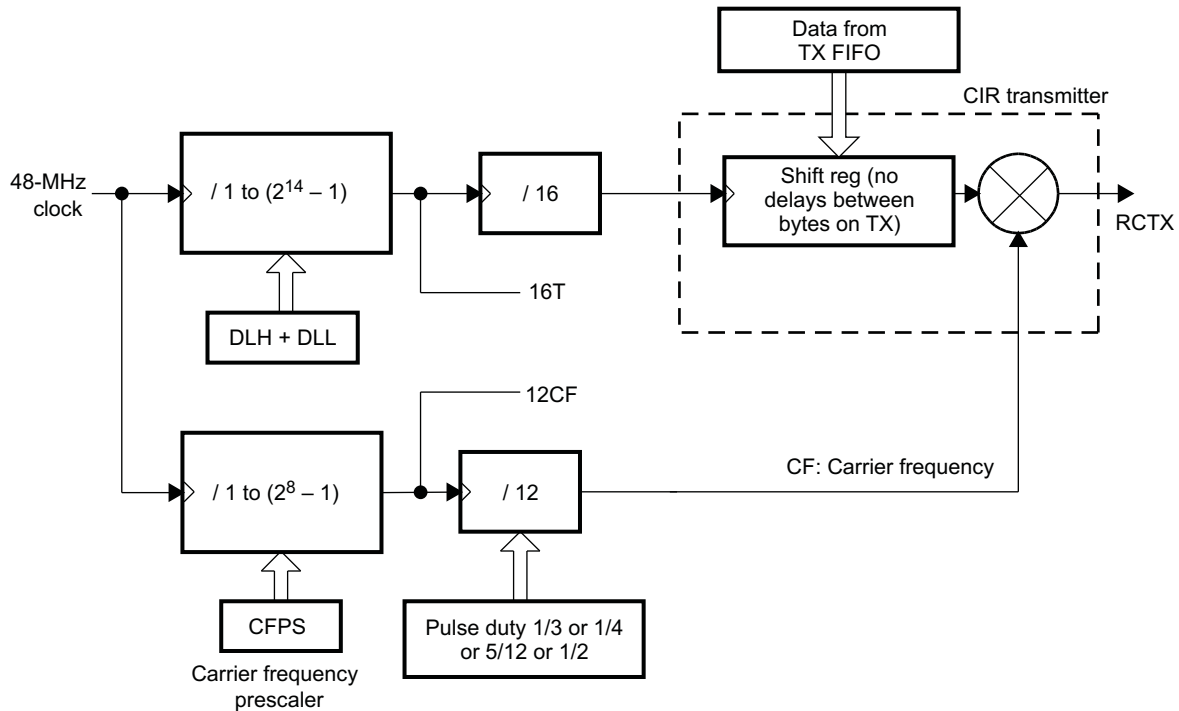 Data from
TX FIFO
CIR transmitter
48-MHz
clock
/ 1 to (2¹⁴ – 1)
/ 16
Shift reg (no
delays between
bytes on TX)
RCTX
16T
DLH + DLL
12CF
/ 1 to (2⁸ – 1)
/ 12
CF: Carrier frequency
CFPS
Carrier frequency
prescaler
Pulse duty 1/3 or 1/4
or 5/12 or 1/2